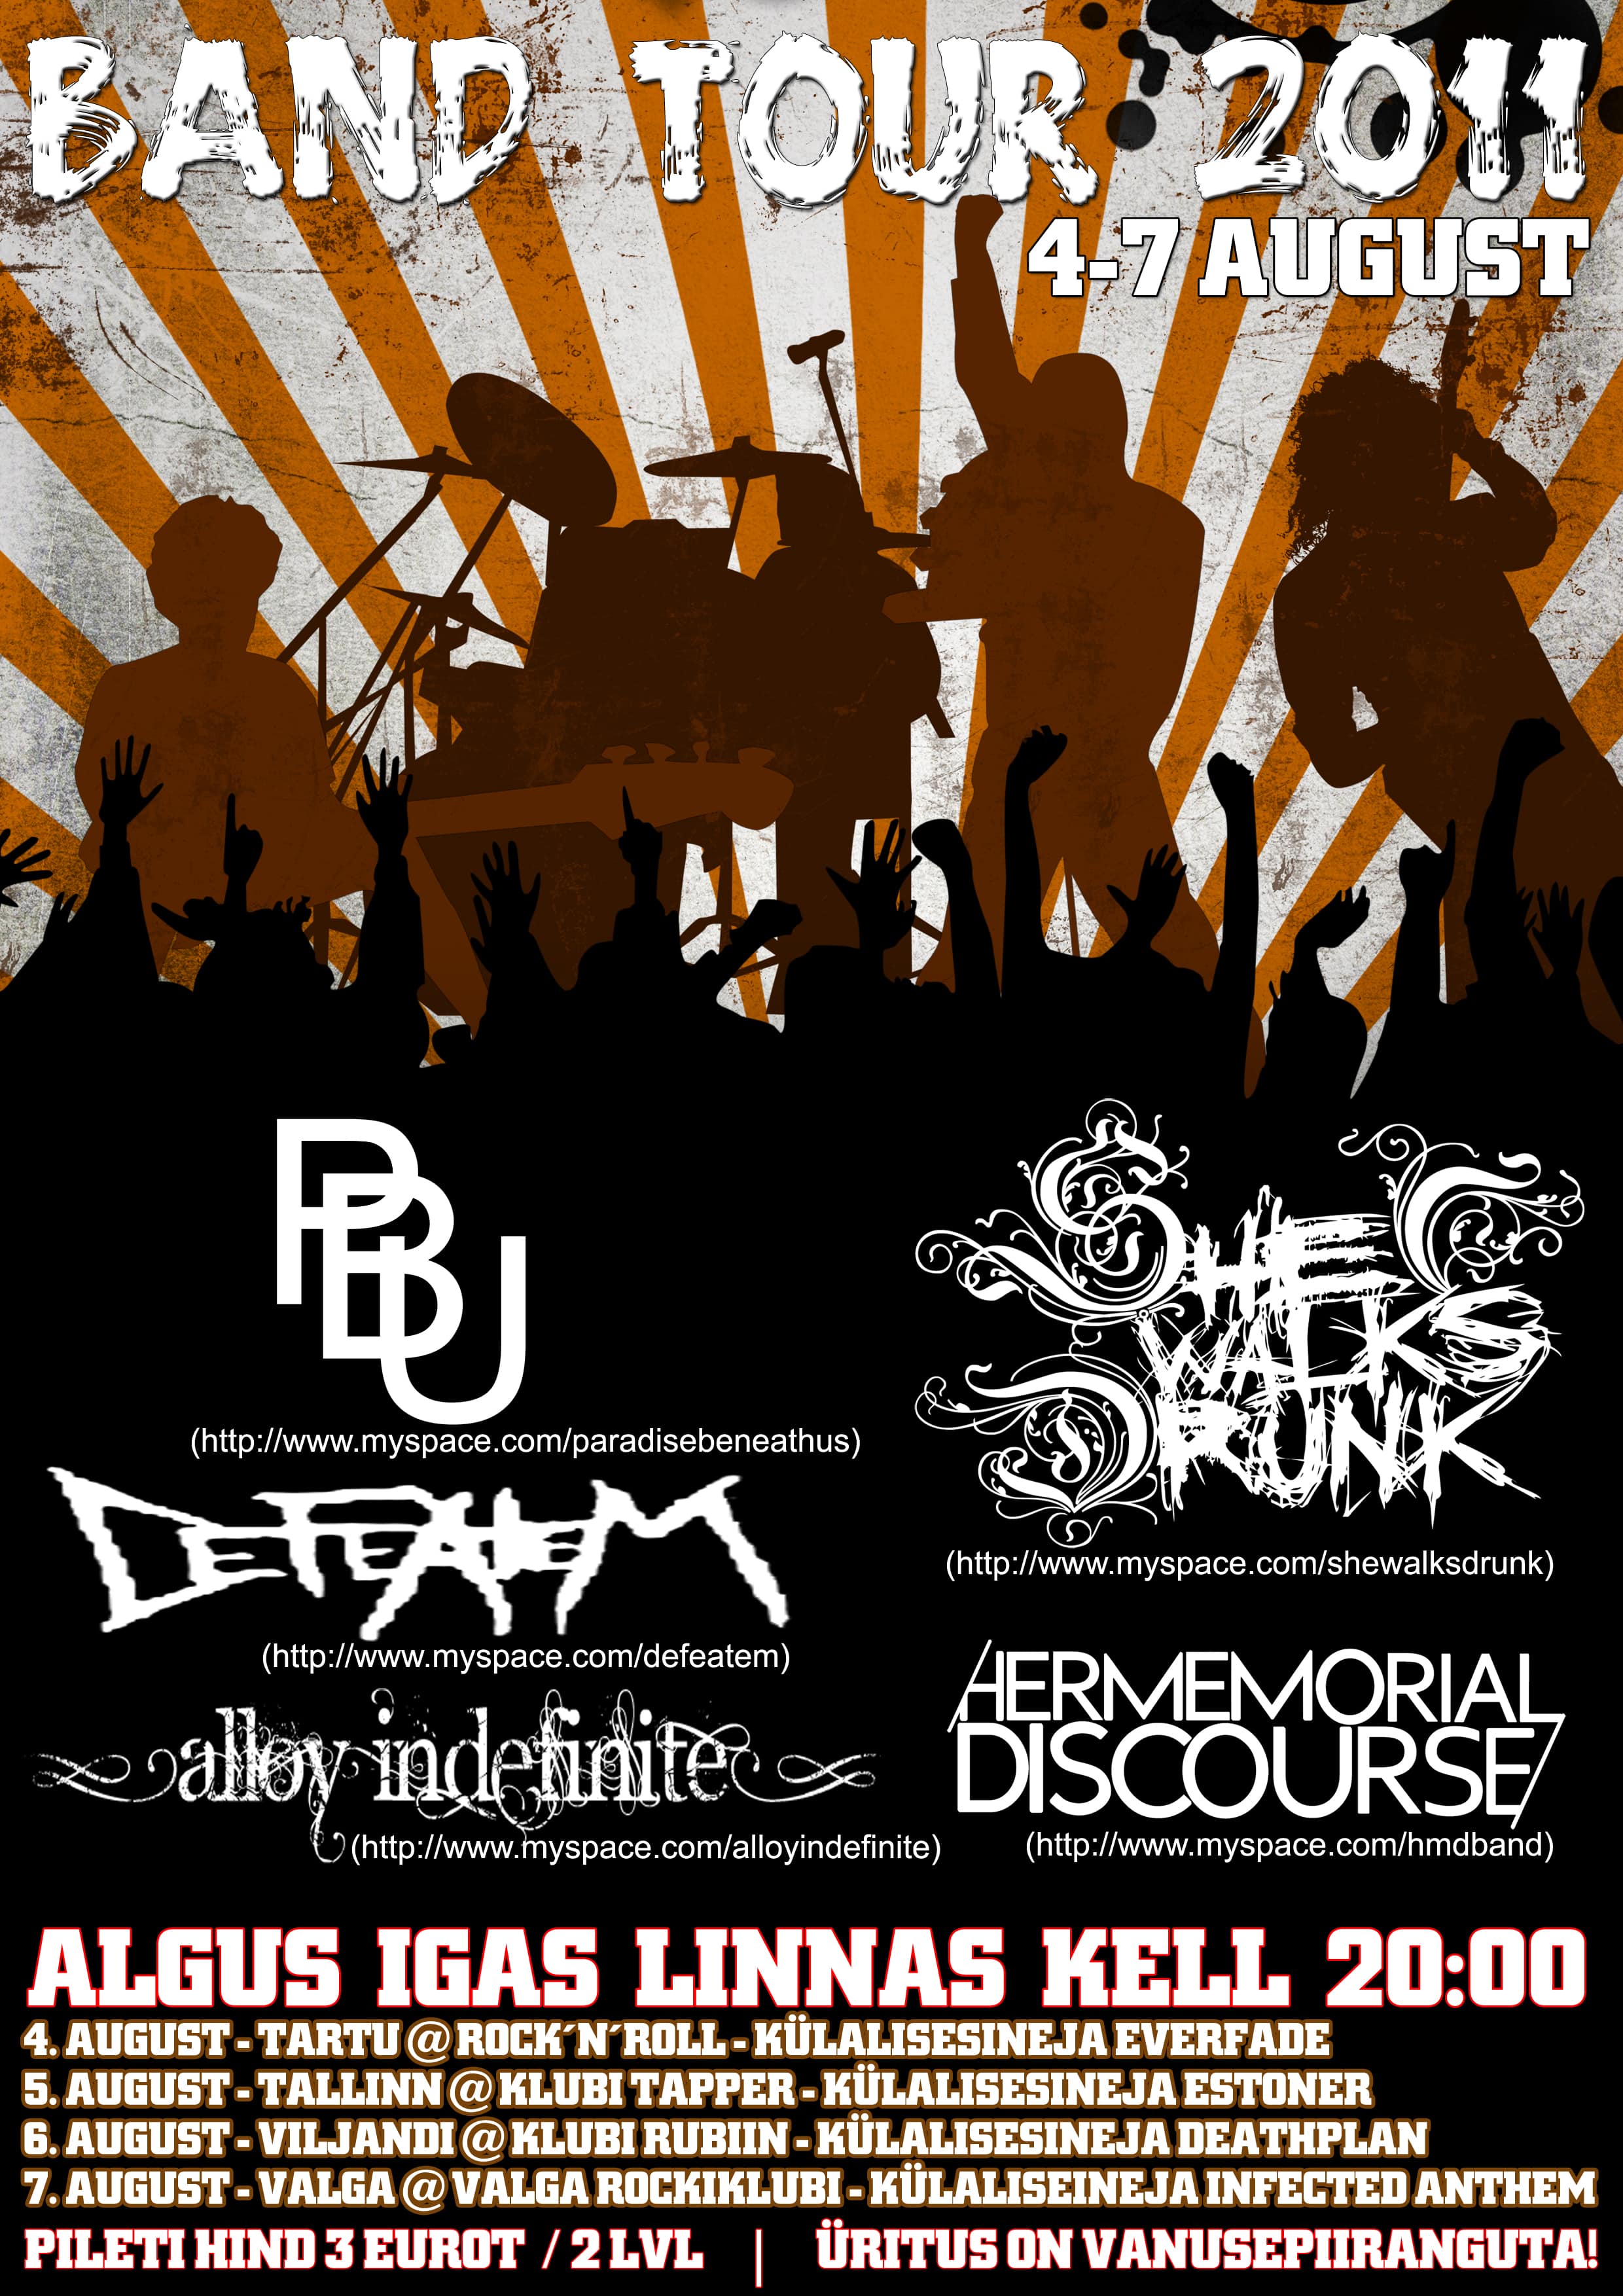 BAND TOUR 2011
4-7 AUGUST
PBU
(http://www.myspace.com/paradisebeneathus)
DEFEATEM
(http://www.myspace.com/defeatem)
alloy indefinite
(http://www.myspace.com/alloyindefinite)
SHE
WALKS
DRUNK
(http://www.myspace.com/shewalksdrunk)
HERMEMORIAL
DISCOURSE
(http://www.myspace.com/hmdband)
ALGUS IGAS LINNAS KELL 20:00
4. AUGUST - TARTU @ ROCK´N´ROLL - KÜLALISESINEJA EVERFADE
5. AUGUST - TALLINN @ KLUBI TAPPER - KÜLALISESINEJA ESTONER
6. AUGUST - VILJANDI @ KLUBI RUBIIN - KÜLALISESINEJA DEATHPLAN
7. AUGUST - VALGA @ VALGA ROCKIKLUBI - KÜLALISEINEJA INFECTED ANTHEM
PILETI HIND 3 EUROT / 2 LVL | ÜRITUS ON VANUSEPIIRANGUTA!